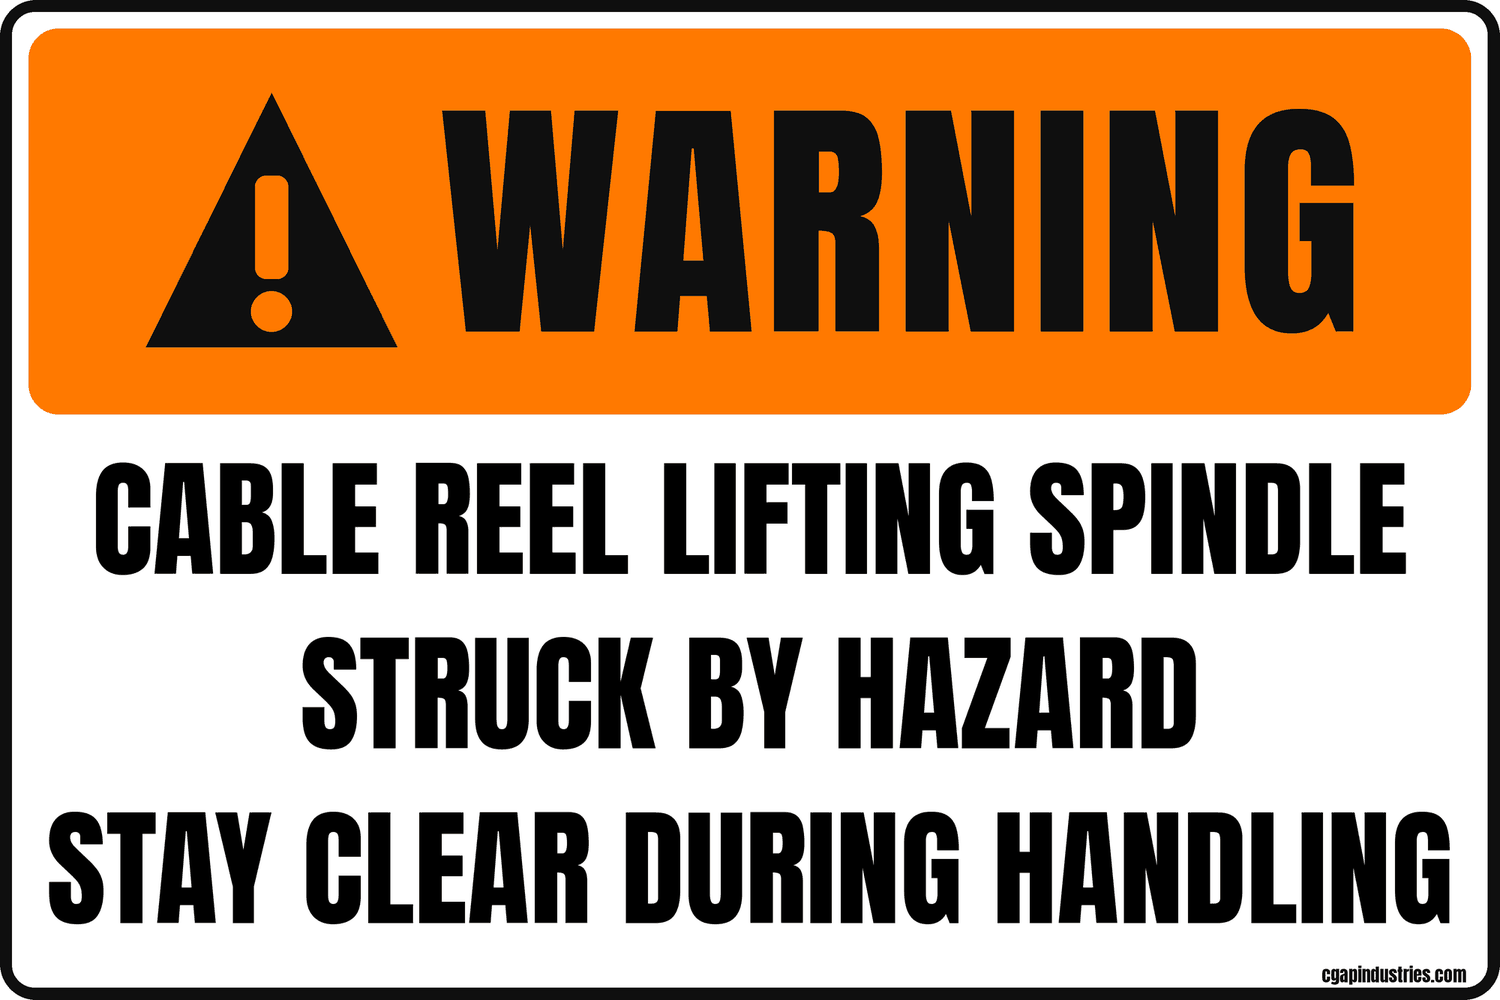 WARNING
CABLE REEL LIFTING SPINDLE
STRUCK BY HAZARD
STAY CLEAR DURING HANDLING
cgapindustries.com